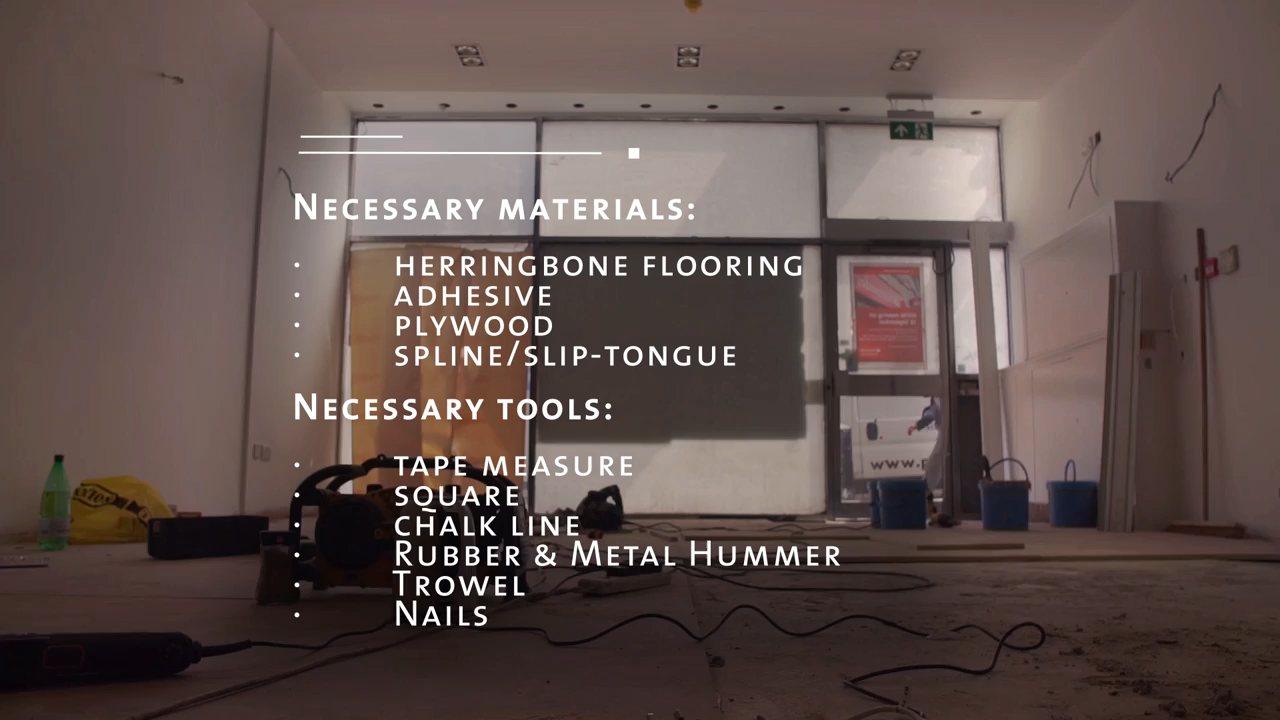 Necessary materials:
· herringbone flooring
· adhesive
· plywood
· spline/slip-tongue
Necessary tools:
· tape measure
· square
· chalk line
· Rubber & Metal Hummer
· Trowel
· Nails
www.p